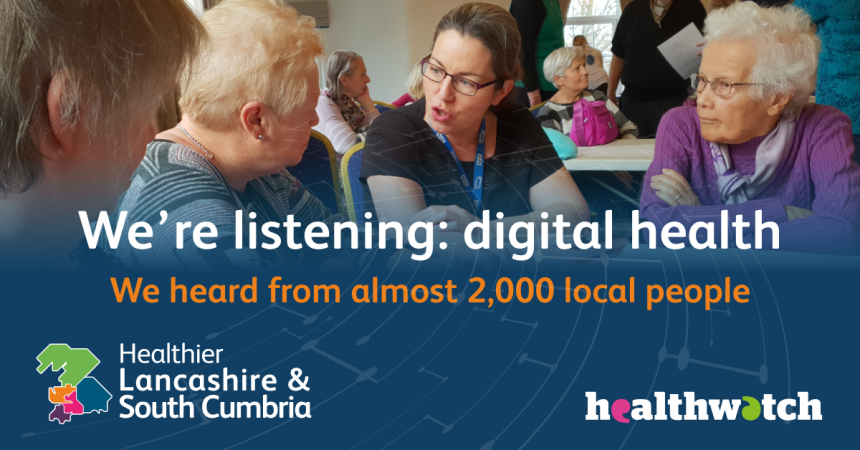 We're listening: digital health
We heard from almost 2,000 local people
Healthier
Lancashire &
South Cumbria
healthwatch